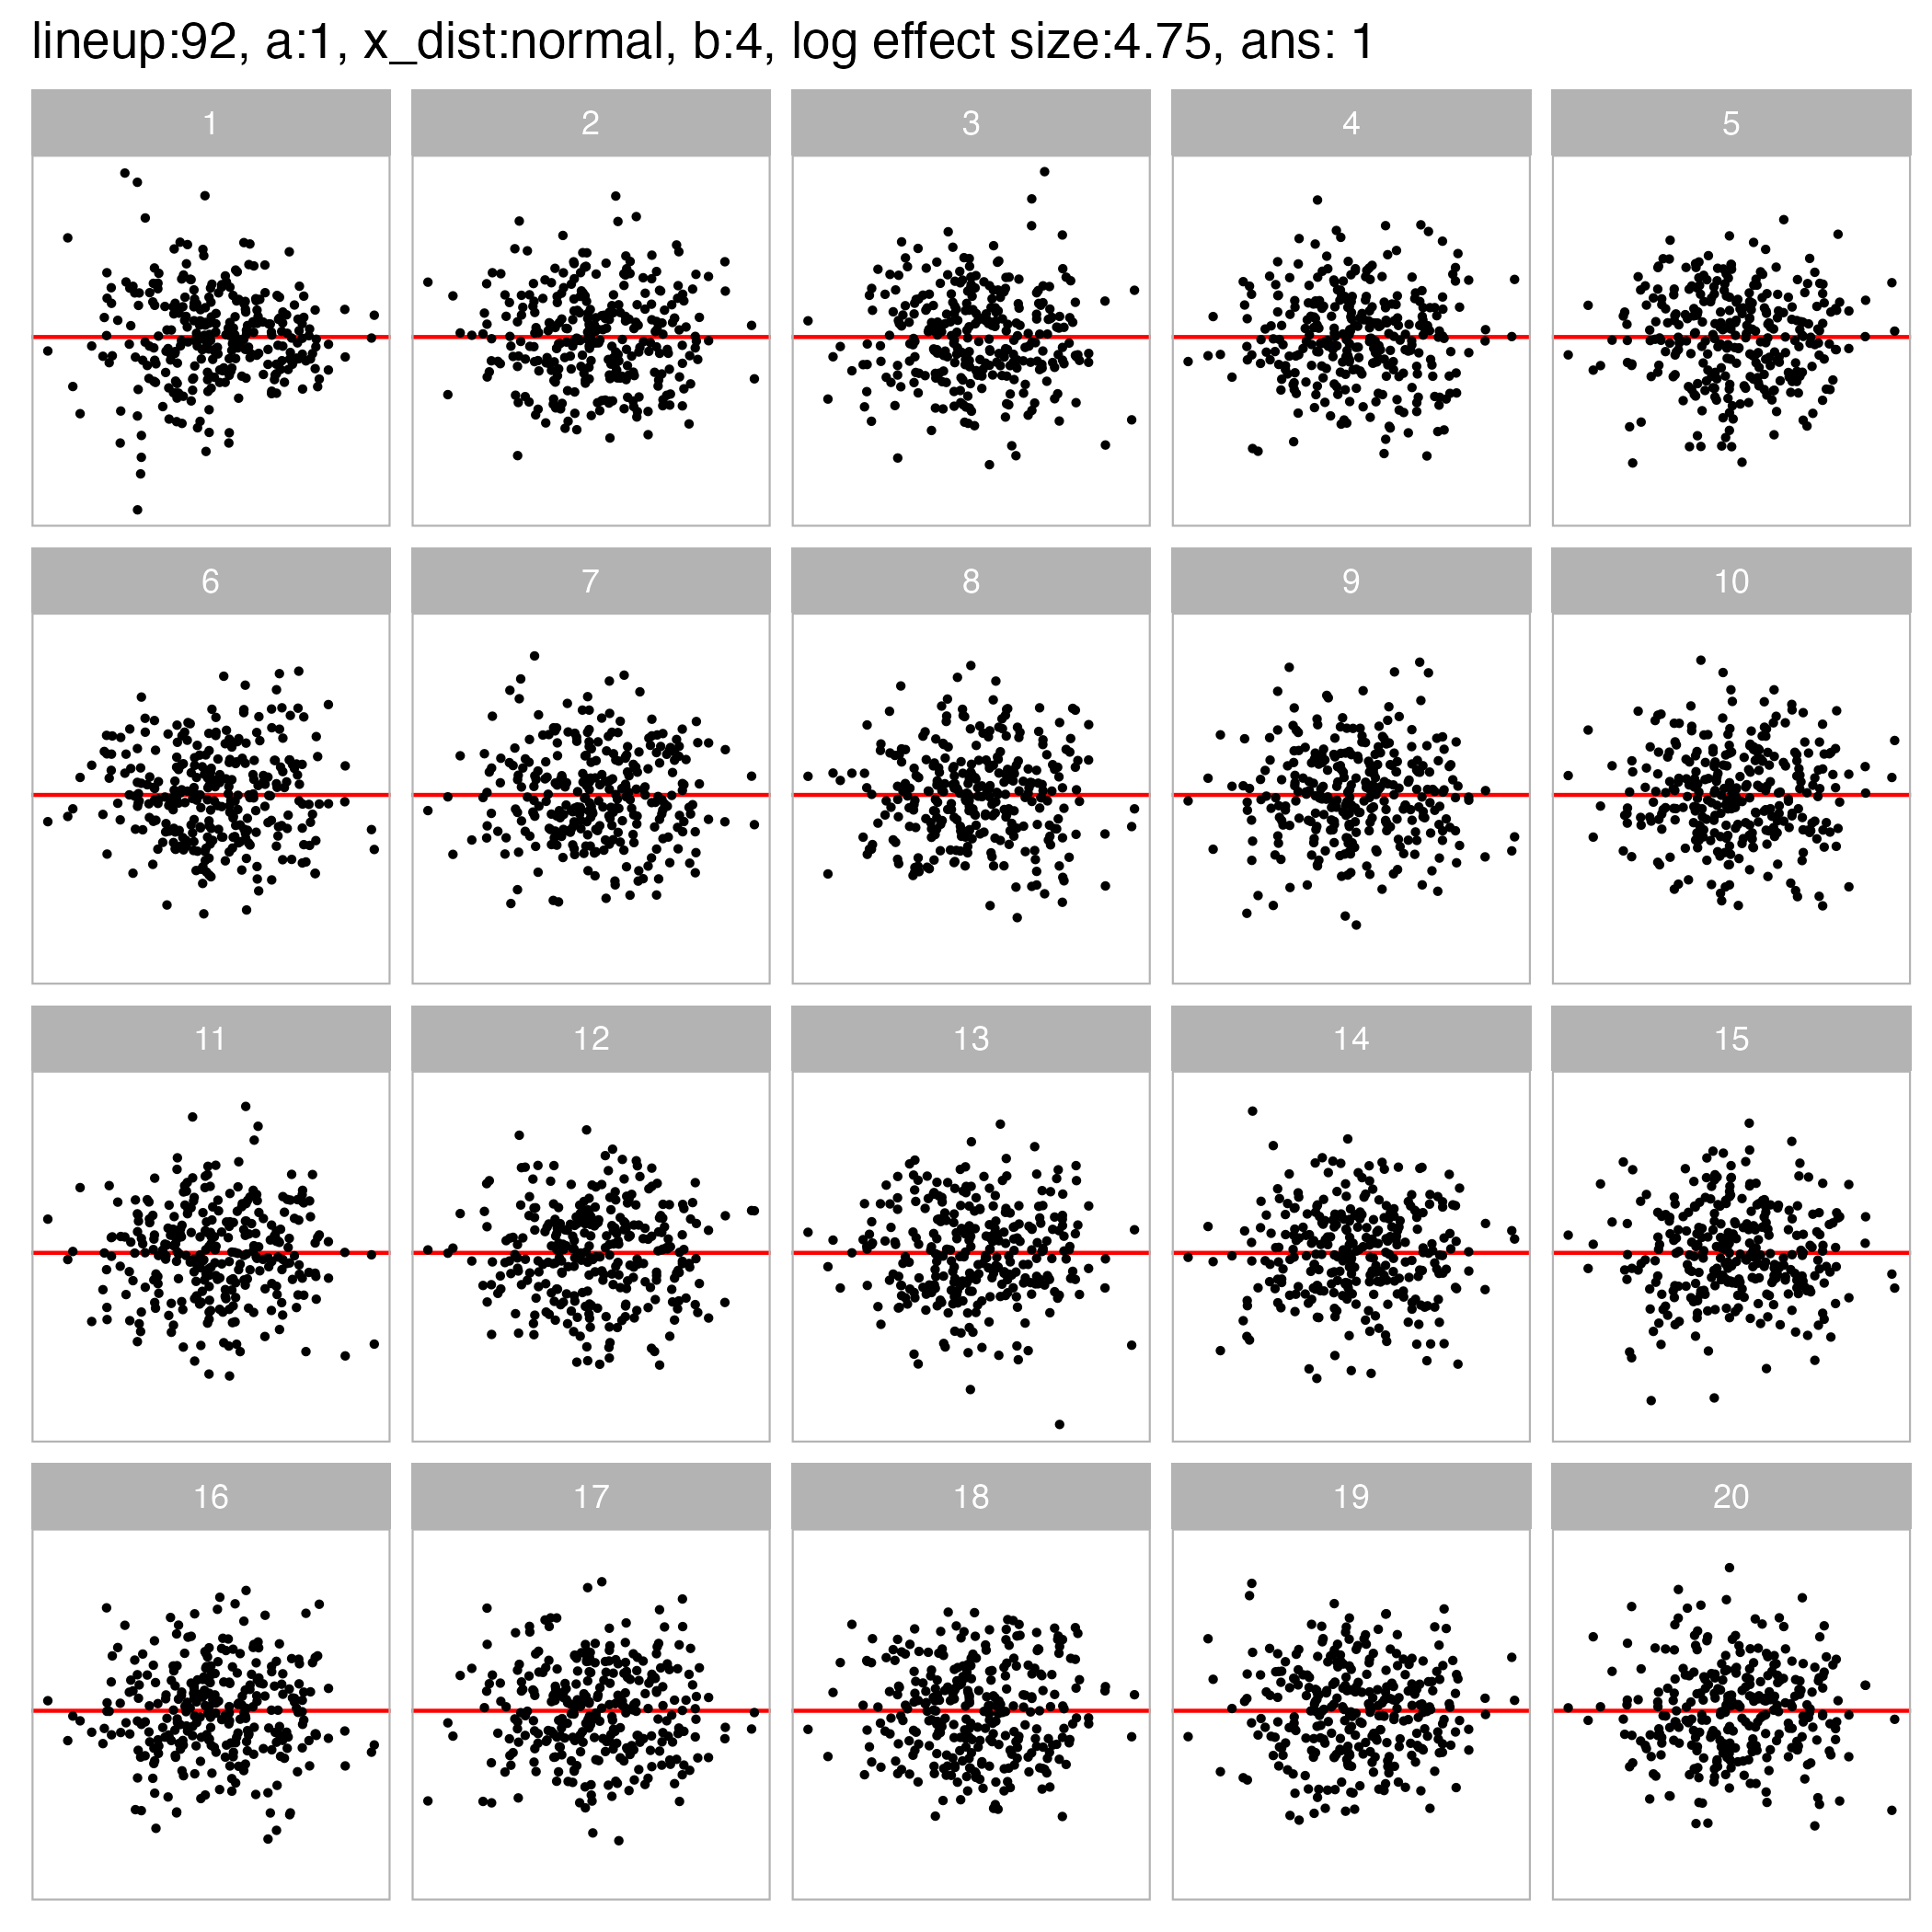 lineup:92, a:1, x_dist:normal, b:4, log effect size:4.75, ans: 1
1 2 3 4 5
6 7 8 9 10
11 12 13 14 15
16 17 18 19 20